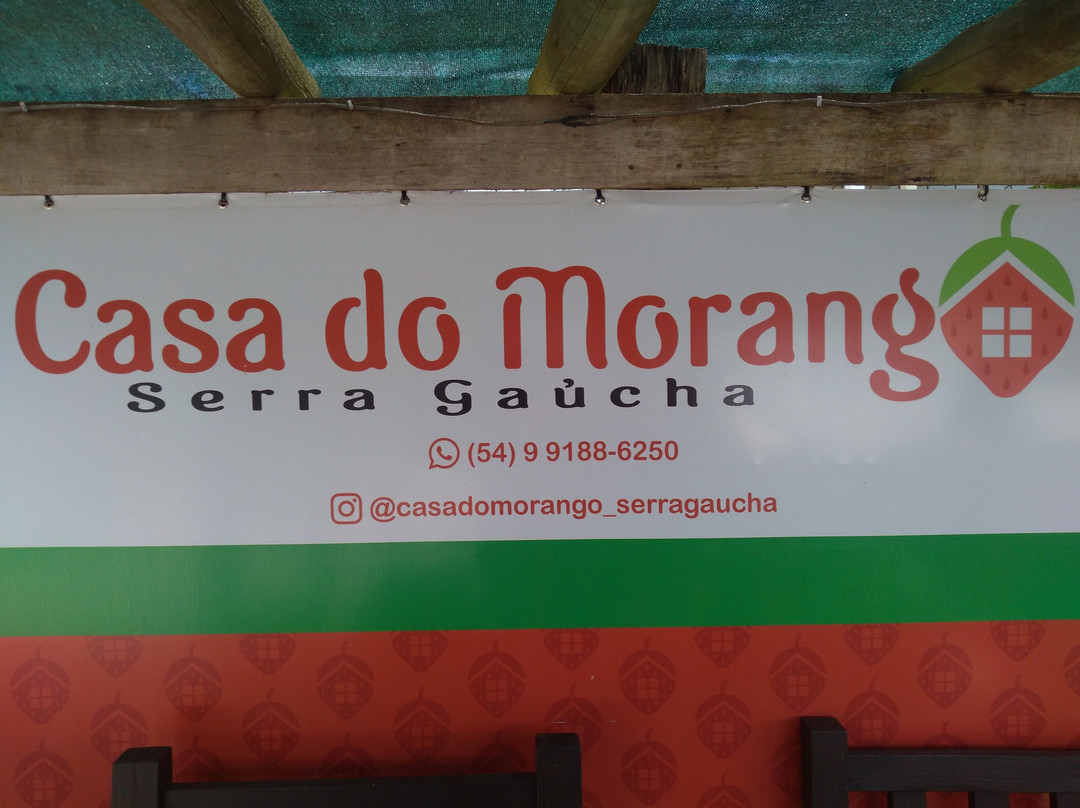 Casa do Morango
Serra Gaúcha
(54) 9 9188-6250
@casadomorango_serragaucha